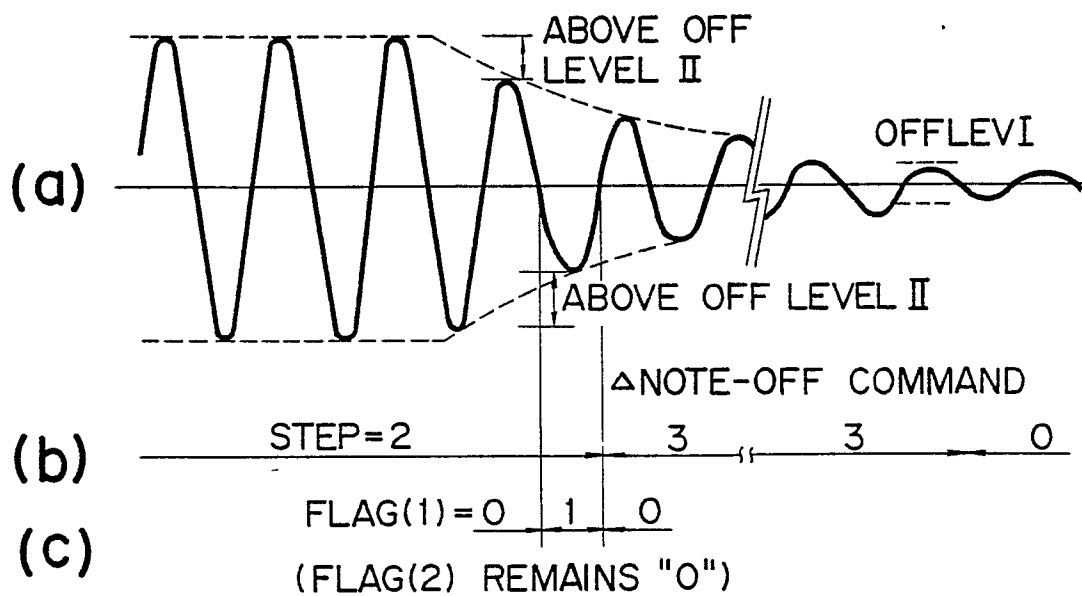 ABOVE OFF
LEVEL II
OFFLEVI
(a)
ABOVE OFF LEVEL II
△NOTE-OFF COMMAND
(b) STEP=2 3 3 0
FLAG(1)=0 1 0
(c)
(FLAG(2) REMAINS "0")